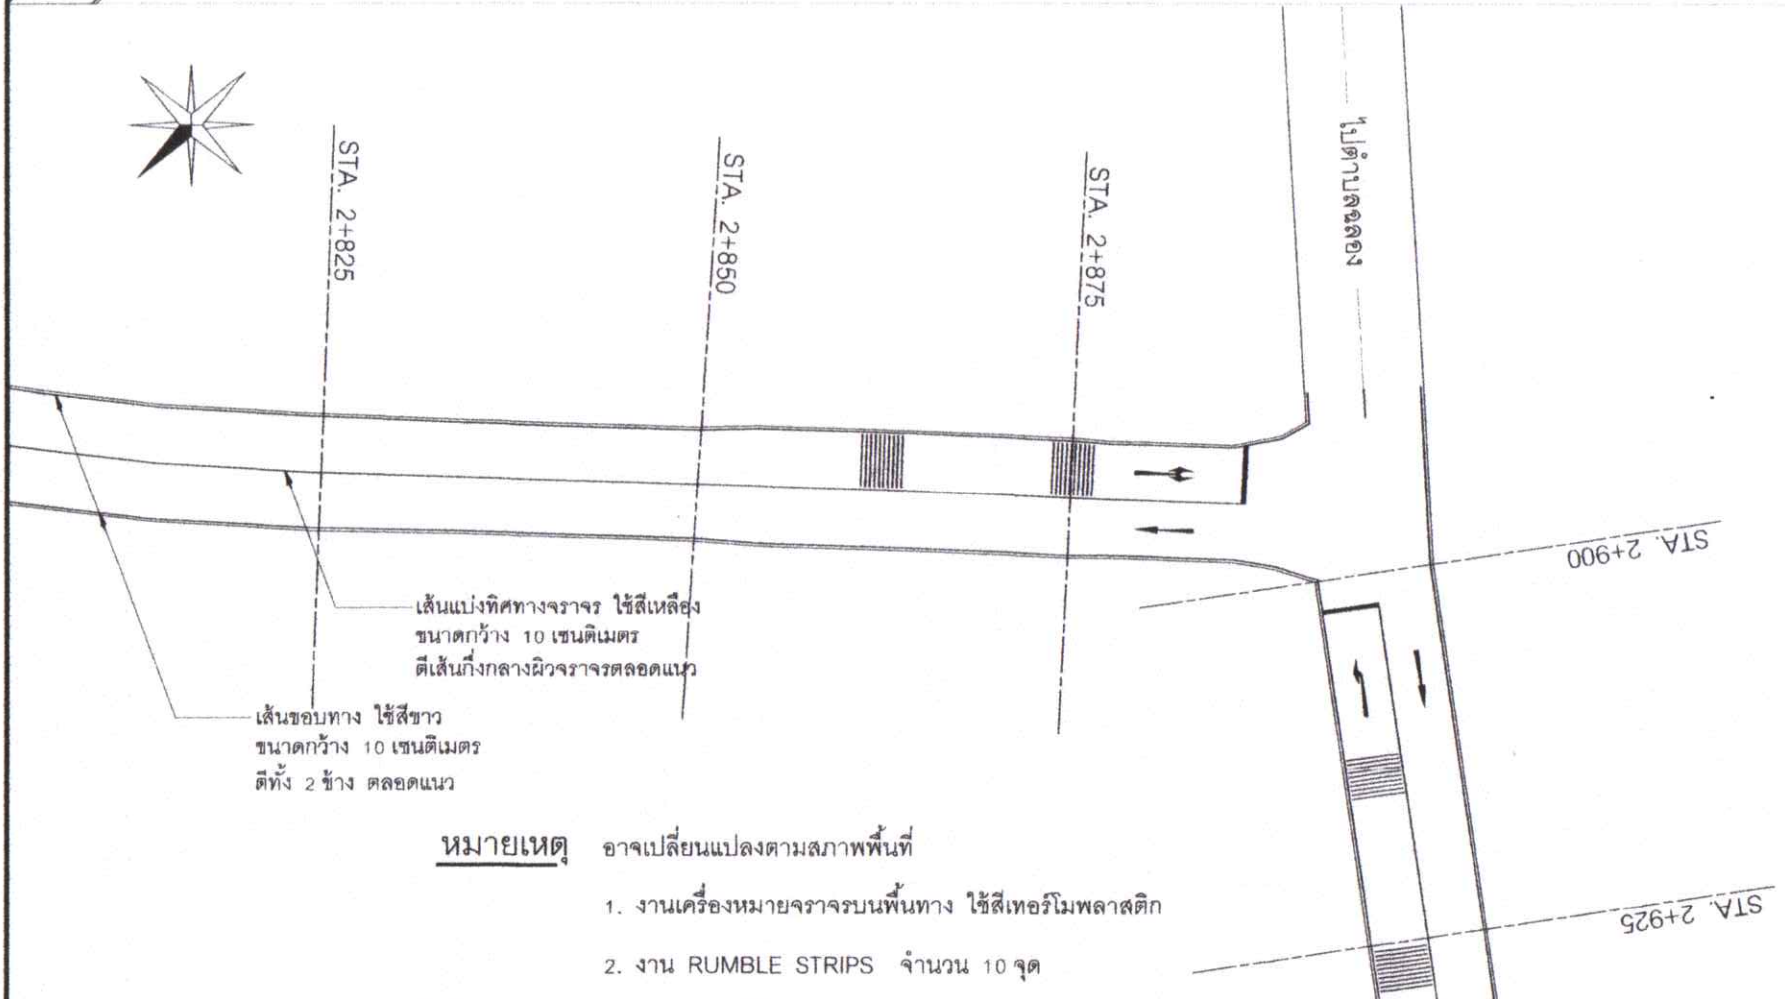 STA. 2+825
STA. 2+850
STA. 2+875
ไปตำบลฉลอง
STA. 2+900
เส้นแบ่งทิศทางจราจร ใช้สีเหลือง
ขนาดกว้าง 10 เซนติเมตร
ตีเส้นกึ่งกลางผิวจราจรตลอดแนว
เส้นขอบทาง ใช้สีขาว
ขนาดกว้าง 10 เซนติเมตร
ตีทั้ง 2 ข้าง ตลอดแนว
หมายเหตุ อาจเปลี่ยนแปลงตามสภาพพื้นที่
1. งานเครื่องหมายจราจรบนพื้นทาง ใช้สีเทอร์โมพลาสติก
STA. 2+925
2. งาน RUMBLE STRIPS จำนวน 10 จุด